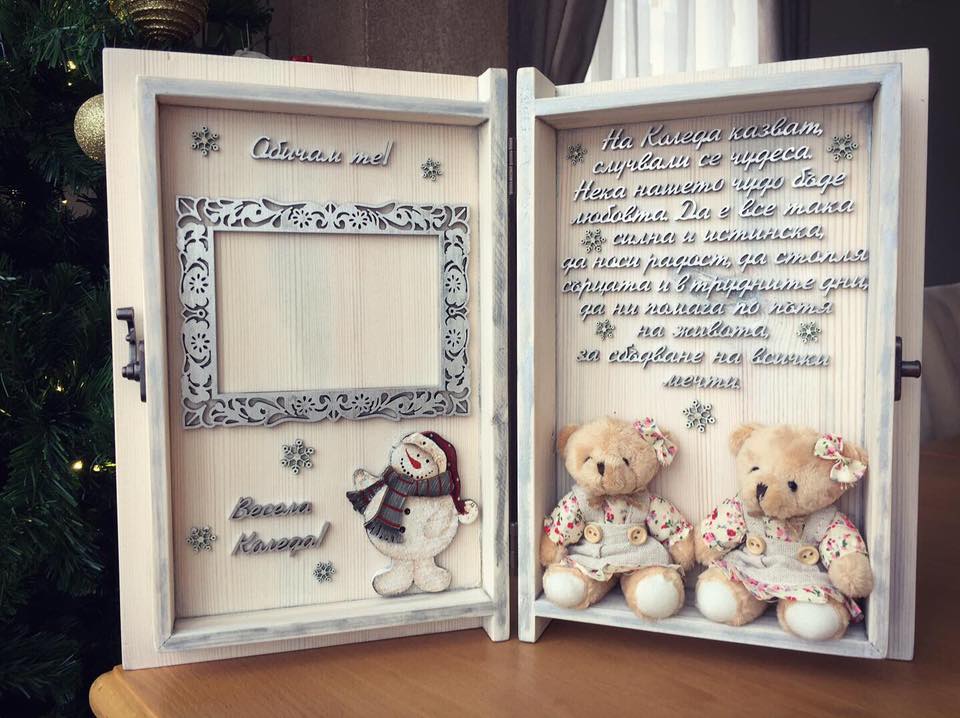 Обичам те!
Весела
Коледа!
На Коледа казват,
случвали се чудеса.
Нека нашето чудо бъде
любовта. Да е все така
силна и истинска,
да носи радост, да стопля
сърцата и в трудните дни,
да ни помага по пътя
на живота,
за сбъдване на всички
мечти.